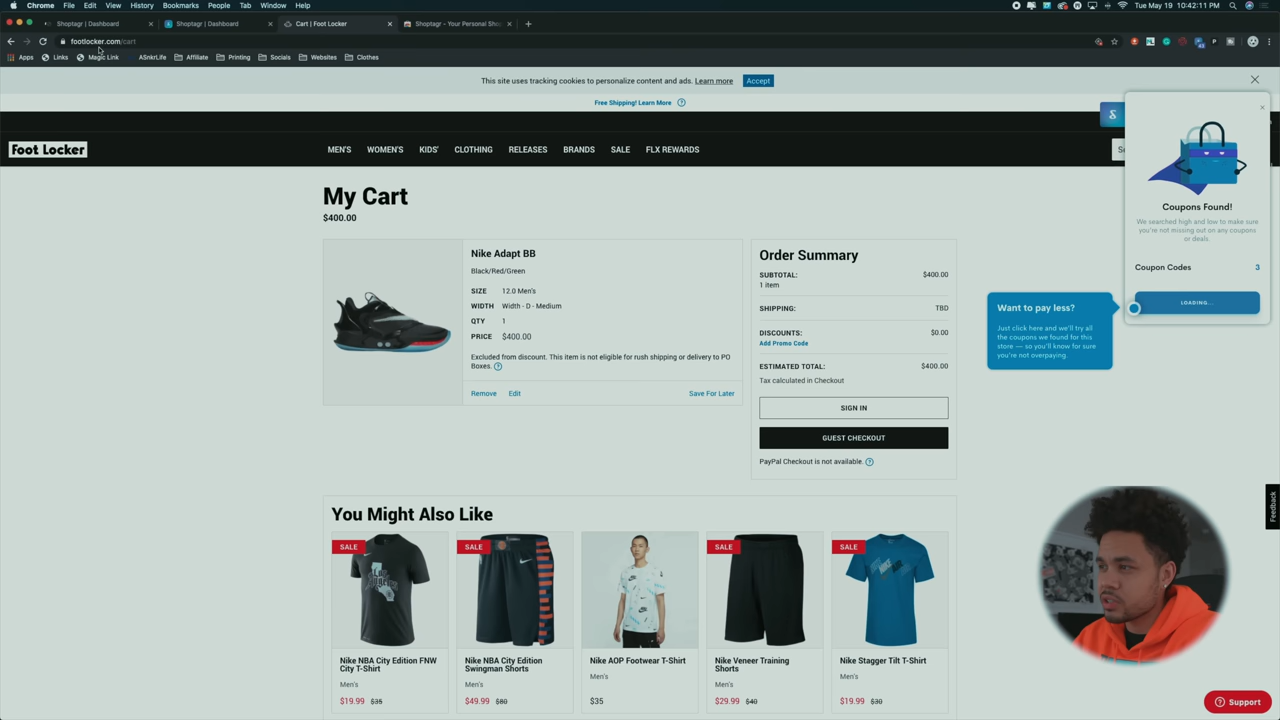 Chrome File Edit View History Bookmarks People Tab Window Help
Tue May 19 10:42:11 PM
Shoptagr | Dashboard
Shoptagr | Dashboard
Cart | Foot Locker
Shoptagr - Your Personal Sho
footlocker.com/cart
Apps Links Magic Link ASnkrLife Affiliate Printing Socials Websites Clothes
This site uses tracking cookies to personalize content and ads. Learn more Accept
Free Shipping! Learn More
Foot Locker
MEN'S WOMEN'S KIDS' CLOTHING RELEASES BRANDS SALE FLX REWARDS
My Cart
$400.00
Nike Adapt BB
Black/Red/Green
SIZE 12.0 Men's
WIDTH Width - D - Medium
QTY 1
PRICE $400.00
Excluded from discount. This item is not eligible for rush shipping or delivery to PO
Boxes.
Remove Edit Save For Later
Order Summary
SUBTOTAL: $400.00
1 item
SHIPPING: TBD
DISCOUNTS: $0.00
Add Promo Code
ESTIMATED TOTAL: $400.00
Tax calculated in Checkout
SIGN IN
GUEST CHECKOUT
PayPal Checkout is not available.
Coupons Found!
We searched high and low to make sure
you're not missing out on any coupons
or deals.
Coupon Codes 3
LOADING...
Want to pay less?
Just click here and we'll try all
the coupons we found for this
store — so you'll know for sure
you're not overpaying.
You Might Also Like
SALE
Nike NBA City Edition FNW
City T-Shirt
Men's
$19.99 $35
SALE
Nike NBA City Edition
Swingman Shorts
Men's
$49.99 $80
Nike AOP Footwear T-Shirt
Men's
$35
SALE
Nike Veneer Training
Shorts
Men's
$29.99 $40
SALE
Nike Stagger Tilt T-Shirt
Men's
$19.99 $30
Feedback
Support